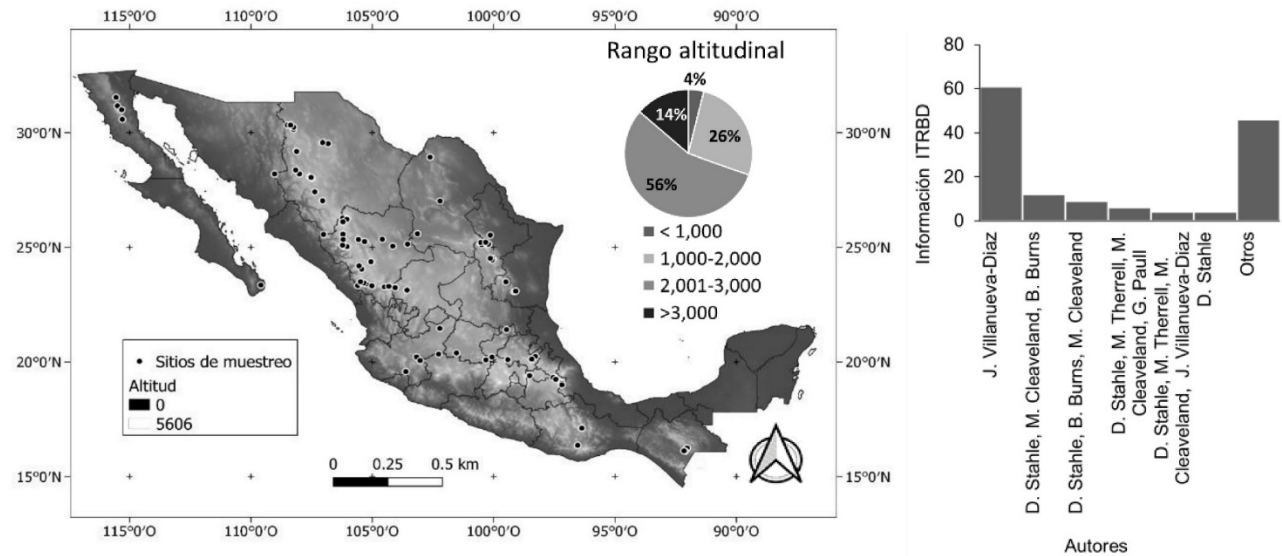 115°0'O 110°0'O 105°0'O 100°0'O 95°0'O 90°0'O
30°0'N
25°0'N
20°0'N
15°0'N
30°0'N
25°0'N
20°0'N
15°0'N
Rango altitudinal
4%
26%
56%
14%
< 1,000
1,000-2,000
2,001-3,000
>3,000
Sitios de muestreo
Altitud
0
5606
0 0.25 0.5 km
115°0'O 110°0'O 105°0'O 100°0'O 95°0'O 90°0'O
Información ITRBD
80
60
40
20
0
J. Villanueva-Diaz
D. Stahle, M. Cleaveland, B. Burns
D. Stahle, B. Burns, M. Cleaveland
D. Stahle, M. Therrell, M.
Cleaveland, G. Paull
D. Stahle, M. Therrell, M.
Cleaveland, J. Villanueva-Diaz
D. Stahle
Otros
Autores